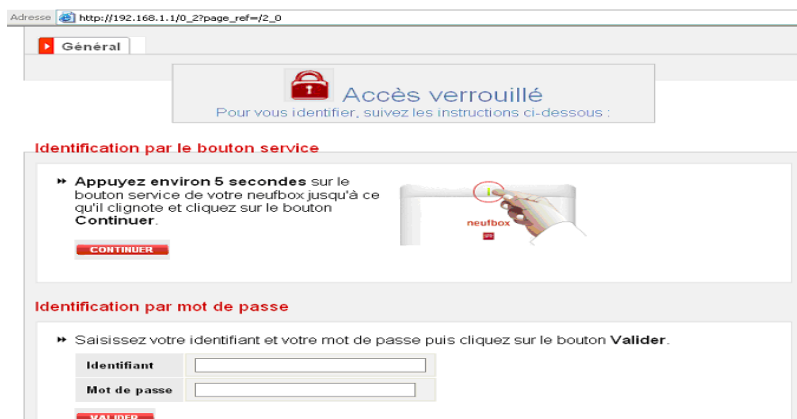 Adresse http://192.168.1.1/0_2?page_ref=/2_0
Général
Accès verrouillé
Pour vous identifier, suivez les instructions ci-dessous :
Identification par le bouton service
Appuyez environ 5 secondes sur le
bouton service de votre neufbox jusqu'à ce
qu'il clignote et cliquez sur le bouton
Continuer.
neufbox
CONTINUER
Identification par mot de passe
Saisissez votre identifiant et votre mot de passe puis cliquez sur le bouton Valider.
Identifiant
Mot de passe
VALIDER